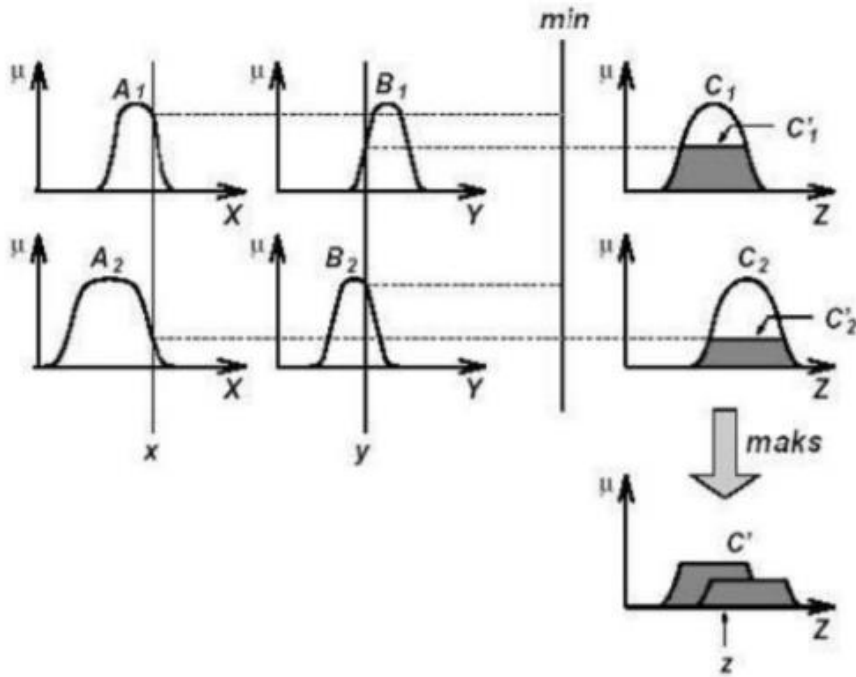 min
μ A₁ X
μ B₁ Y
μ C₁ C'₁ Z
μ A₂ X
μ B₂ Y
μ C₂ C'₂ Z
x
y
maks
μ C' Z
z